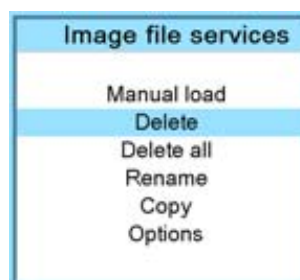 Image file services
Manual load
Delete
Delete all
Rename
Copy
Options